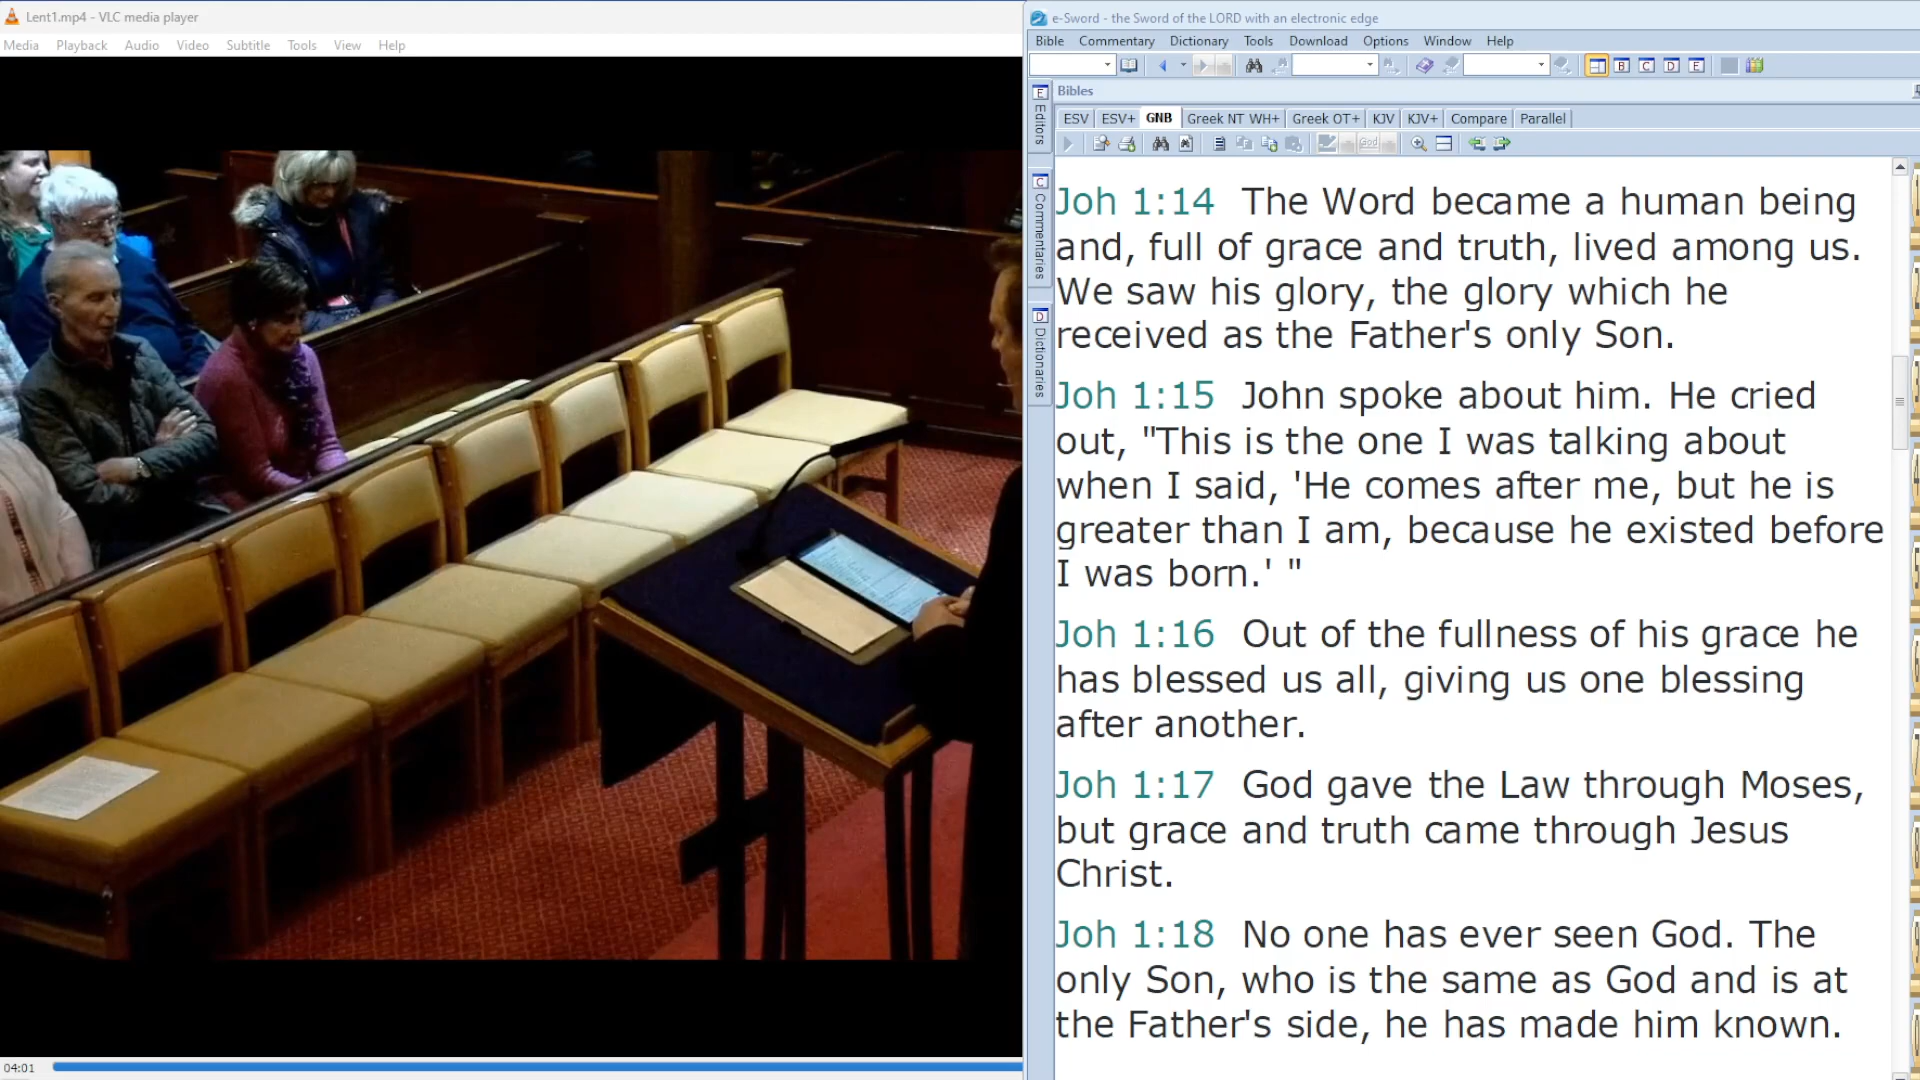 Lent1.mp4 - VLC media player
Media Playback Audio Video Subtitle Tools View Help
04:01
e-Sword - the Sword of the LORD with an electronic edge
Bible Commentary Dictionary Tools Download Options Window Help
B C D E
Bibles
ESV ESV+ GNB Greek NT WH+ Greek OT+ KJV KJV+ Compare Parallel
God
E Editors
C Commentaries
D Dictionaries
Joh 1:14 The Word became a human being
and, full of grace and truth, lived among us.
We saw his glory, the glory which he
received as the Father's only Son.
Joh 1:15 John spoke about him. He cried
out, "This is the one I was talking about
when I said, 'He comes after me, but he is
greater than I am, because he existed before
I was born.' "
Joh 1:16 Out of the fullness of his grace he
has blessed us all, giving us one blessing
after another.
Joh 1:17 God gave the Law through Moses,
but grace and truth came through Jesus
Christ.
Joh 1:18 No one has ever seen God. The
only Son, who is the same as God and is at
the Father's side, he has made him known.